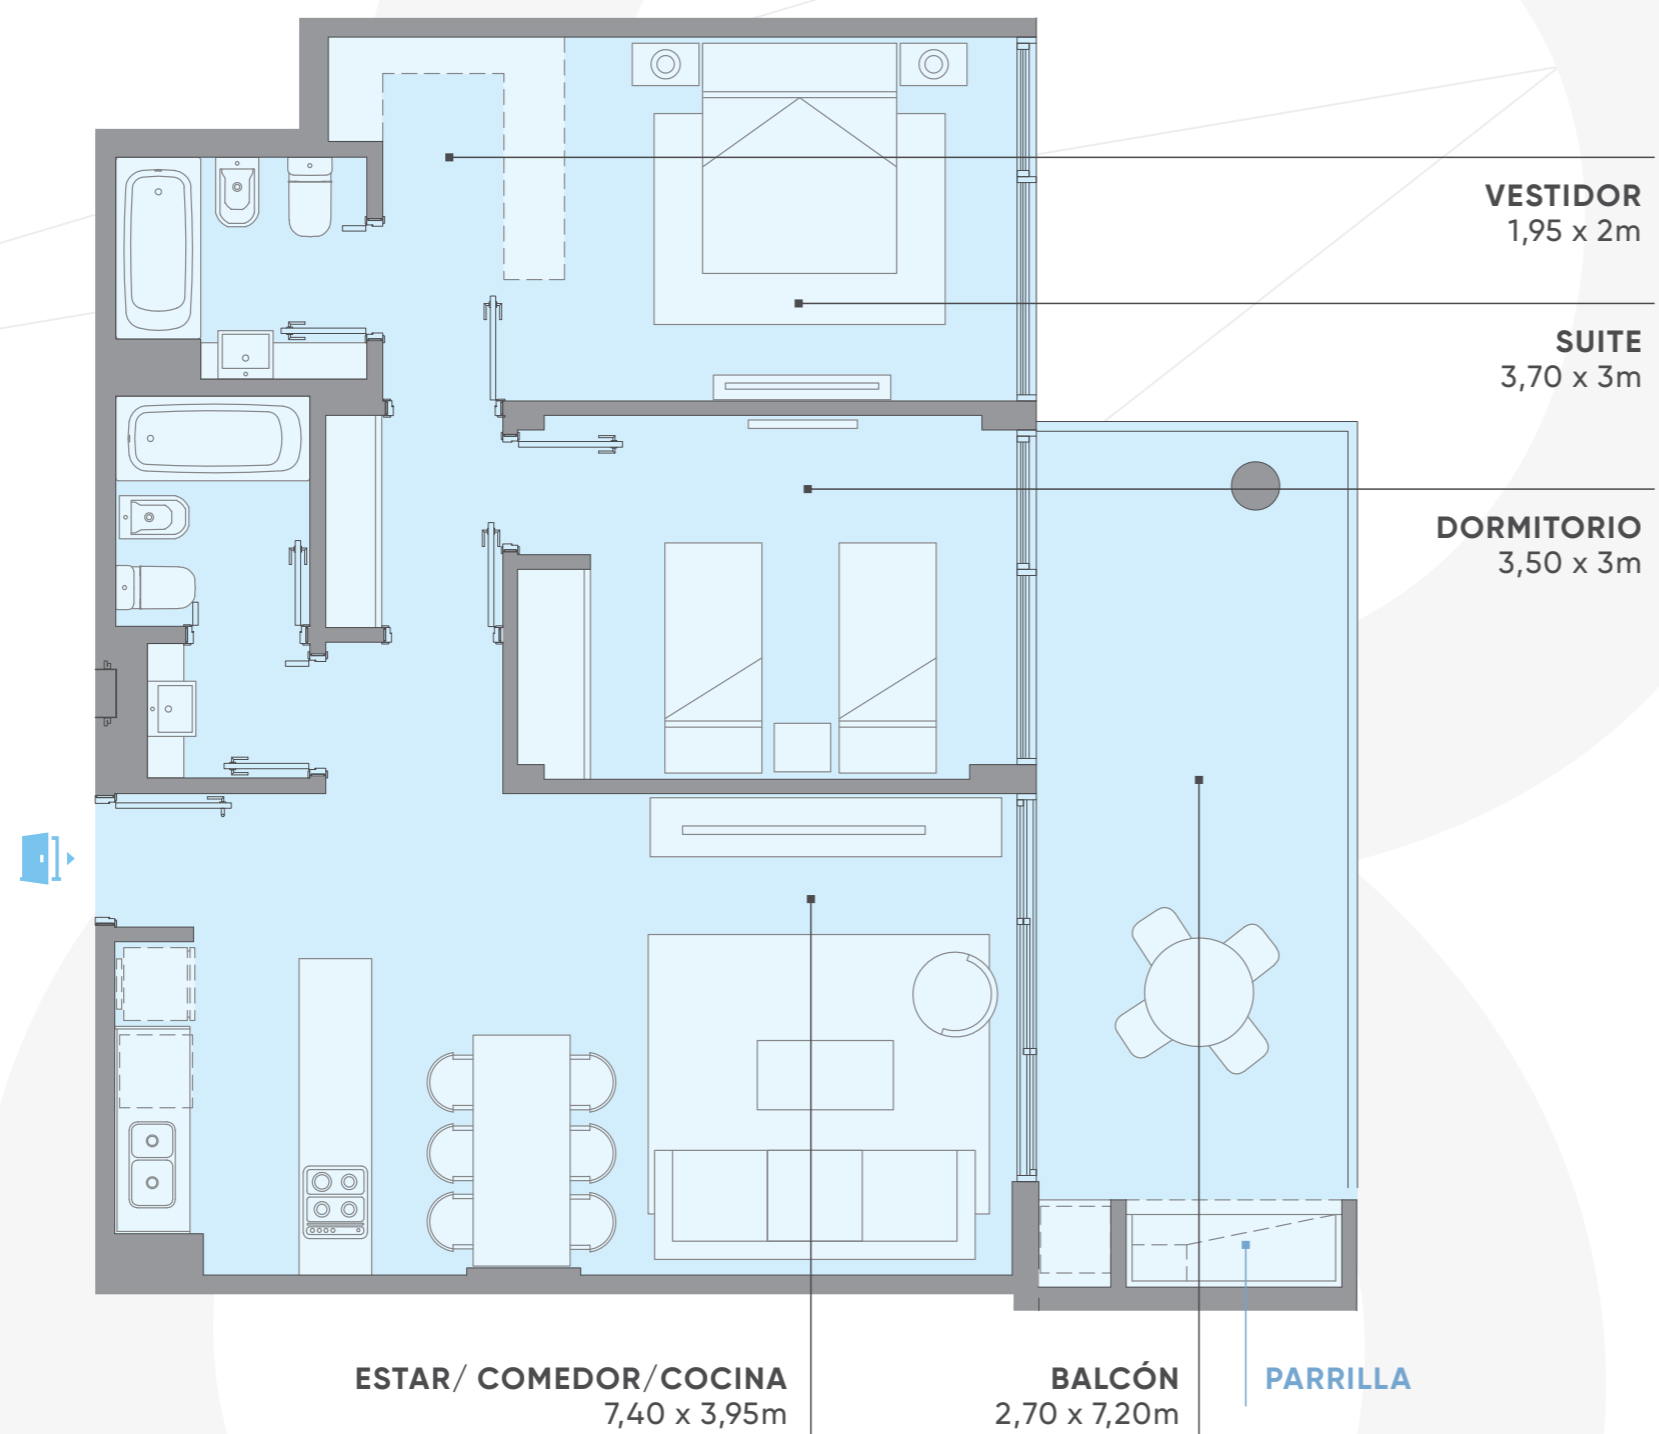 VESTIDOR
1,95 x 2m
SUITE
3,70 x 3m
DORMITORIO
3,50 x 3m
ESTAR/ COMEDOR/COCINA
7,40 x 3,95m
BALCÓN
2,70 x 7,20m
PARRILLA